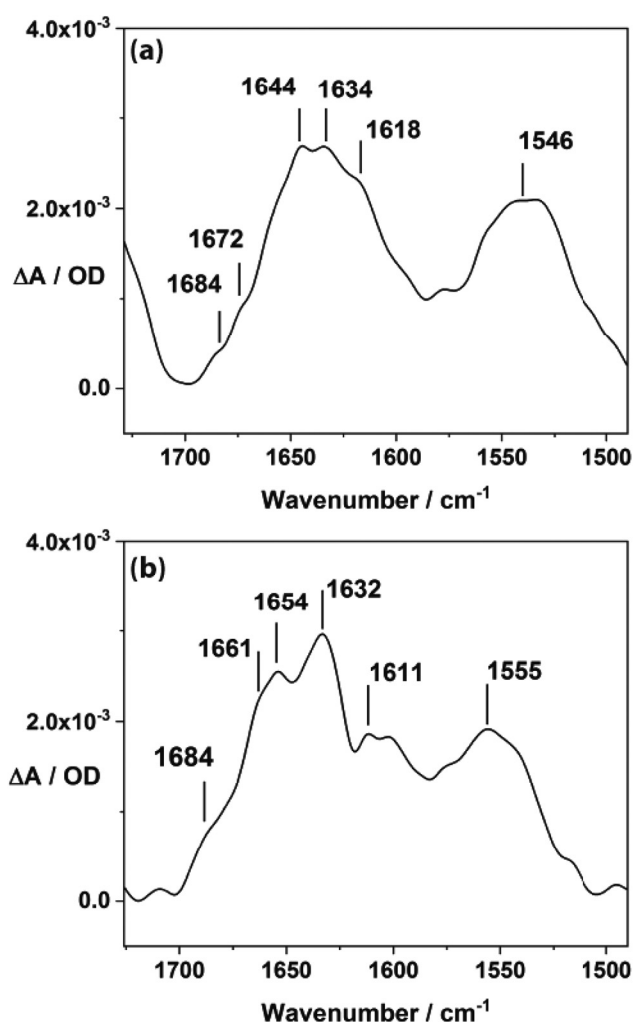 4.0x10⁻³
(a)
1644
1634
1618
1546
2.0x10⁻³
1672
ΔA / OD
1684
0.0
1700
1650
1600
1550
1500
Wavenumber / cm⁻¹
4.0x10⁻³
(b)
1632
1654
1661
1611
1555
2.0x10⁻³
1684
ΔA / OD
0.0
1700
1650
1600
1550
1500
Wavenumber / cm⁻¹